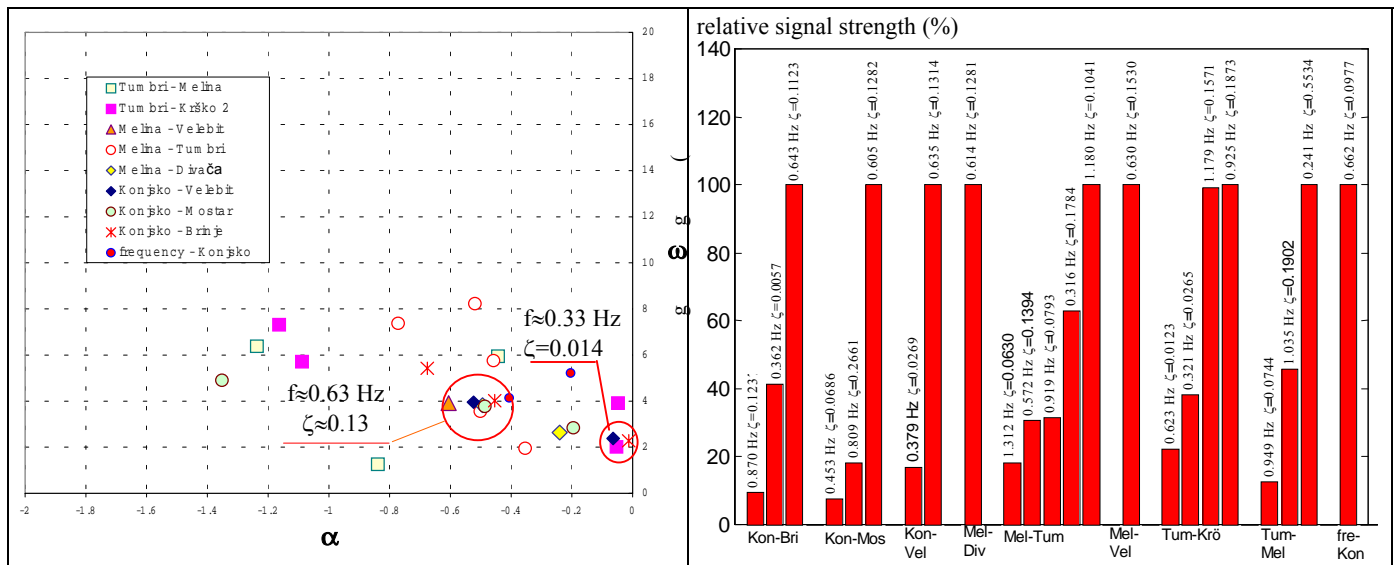 20
18
16
14
12
10
8
6
4
2
0
-2
-1.8
-1.6
-1.4
-1.2
-1
-0.8
-0.6
-0.4
-0.2
0
α
ω
g
g
(
g
Tumbri-Melina
Tumbri-Krško 2
Melina-Velebit
Melina-Tumbri
Melina-Divača
Konjsko-Velebit
Konjsko-Mostar
Konjsko-Brinje
frequency-Konjsko
f≈0.33 Hz
ζ=0.014
f≈0.63 Hz
ζ≈0.13
relative signal strength (%)
140
120
100
80
60
40
20
0
0.870 Hz ζ=0.123
0.362 Hz ζ=0.0057
0.643 Hz ζ=0.1123
0.453 Hz ζ=0.0686
0.809 Hz ζ=0.2661
0.605 Hz ζ=0.1282
0.379 Hz ζ=0.0269
0.635 Hz ζ=0.1314
0.614 Hz ζ=0.1281
1.312 Hz ζ=0.0630
0.572 Hz ζ=0.1394
0.919 Hz ζ=0.0793
0.316 Hz ζ=0.1784
1.180 Hz ζ=0.1041
0.630 Hz ζ=0.1530
0.623 Hz ζ=0.0123
0.321 Hz ζ=0.0265
1.179 Hz ζ=0.1571
0.925 Hz ζ=0.1873
0.949 Hz ζ=0.0744
1.035 Hz ζ=0.1902
0.241 Hz ζ=0.5534
0.662 Hz ζ=0.0977
Kon-Bri
Kon-Mos
Kon-
Vel
Mel-
Div
Mel-Tum
Mel-
Vel
Tum-Krö
Tum-
Mel
fre-
Kon